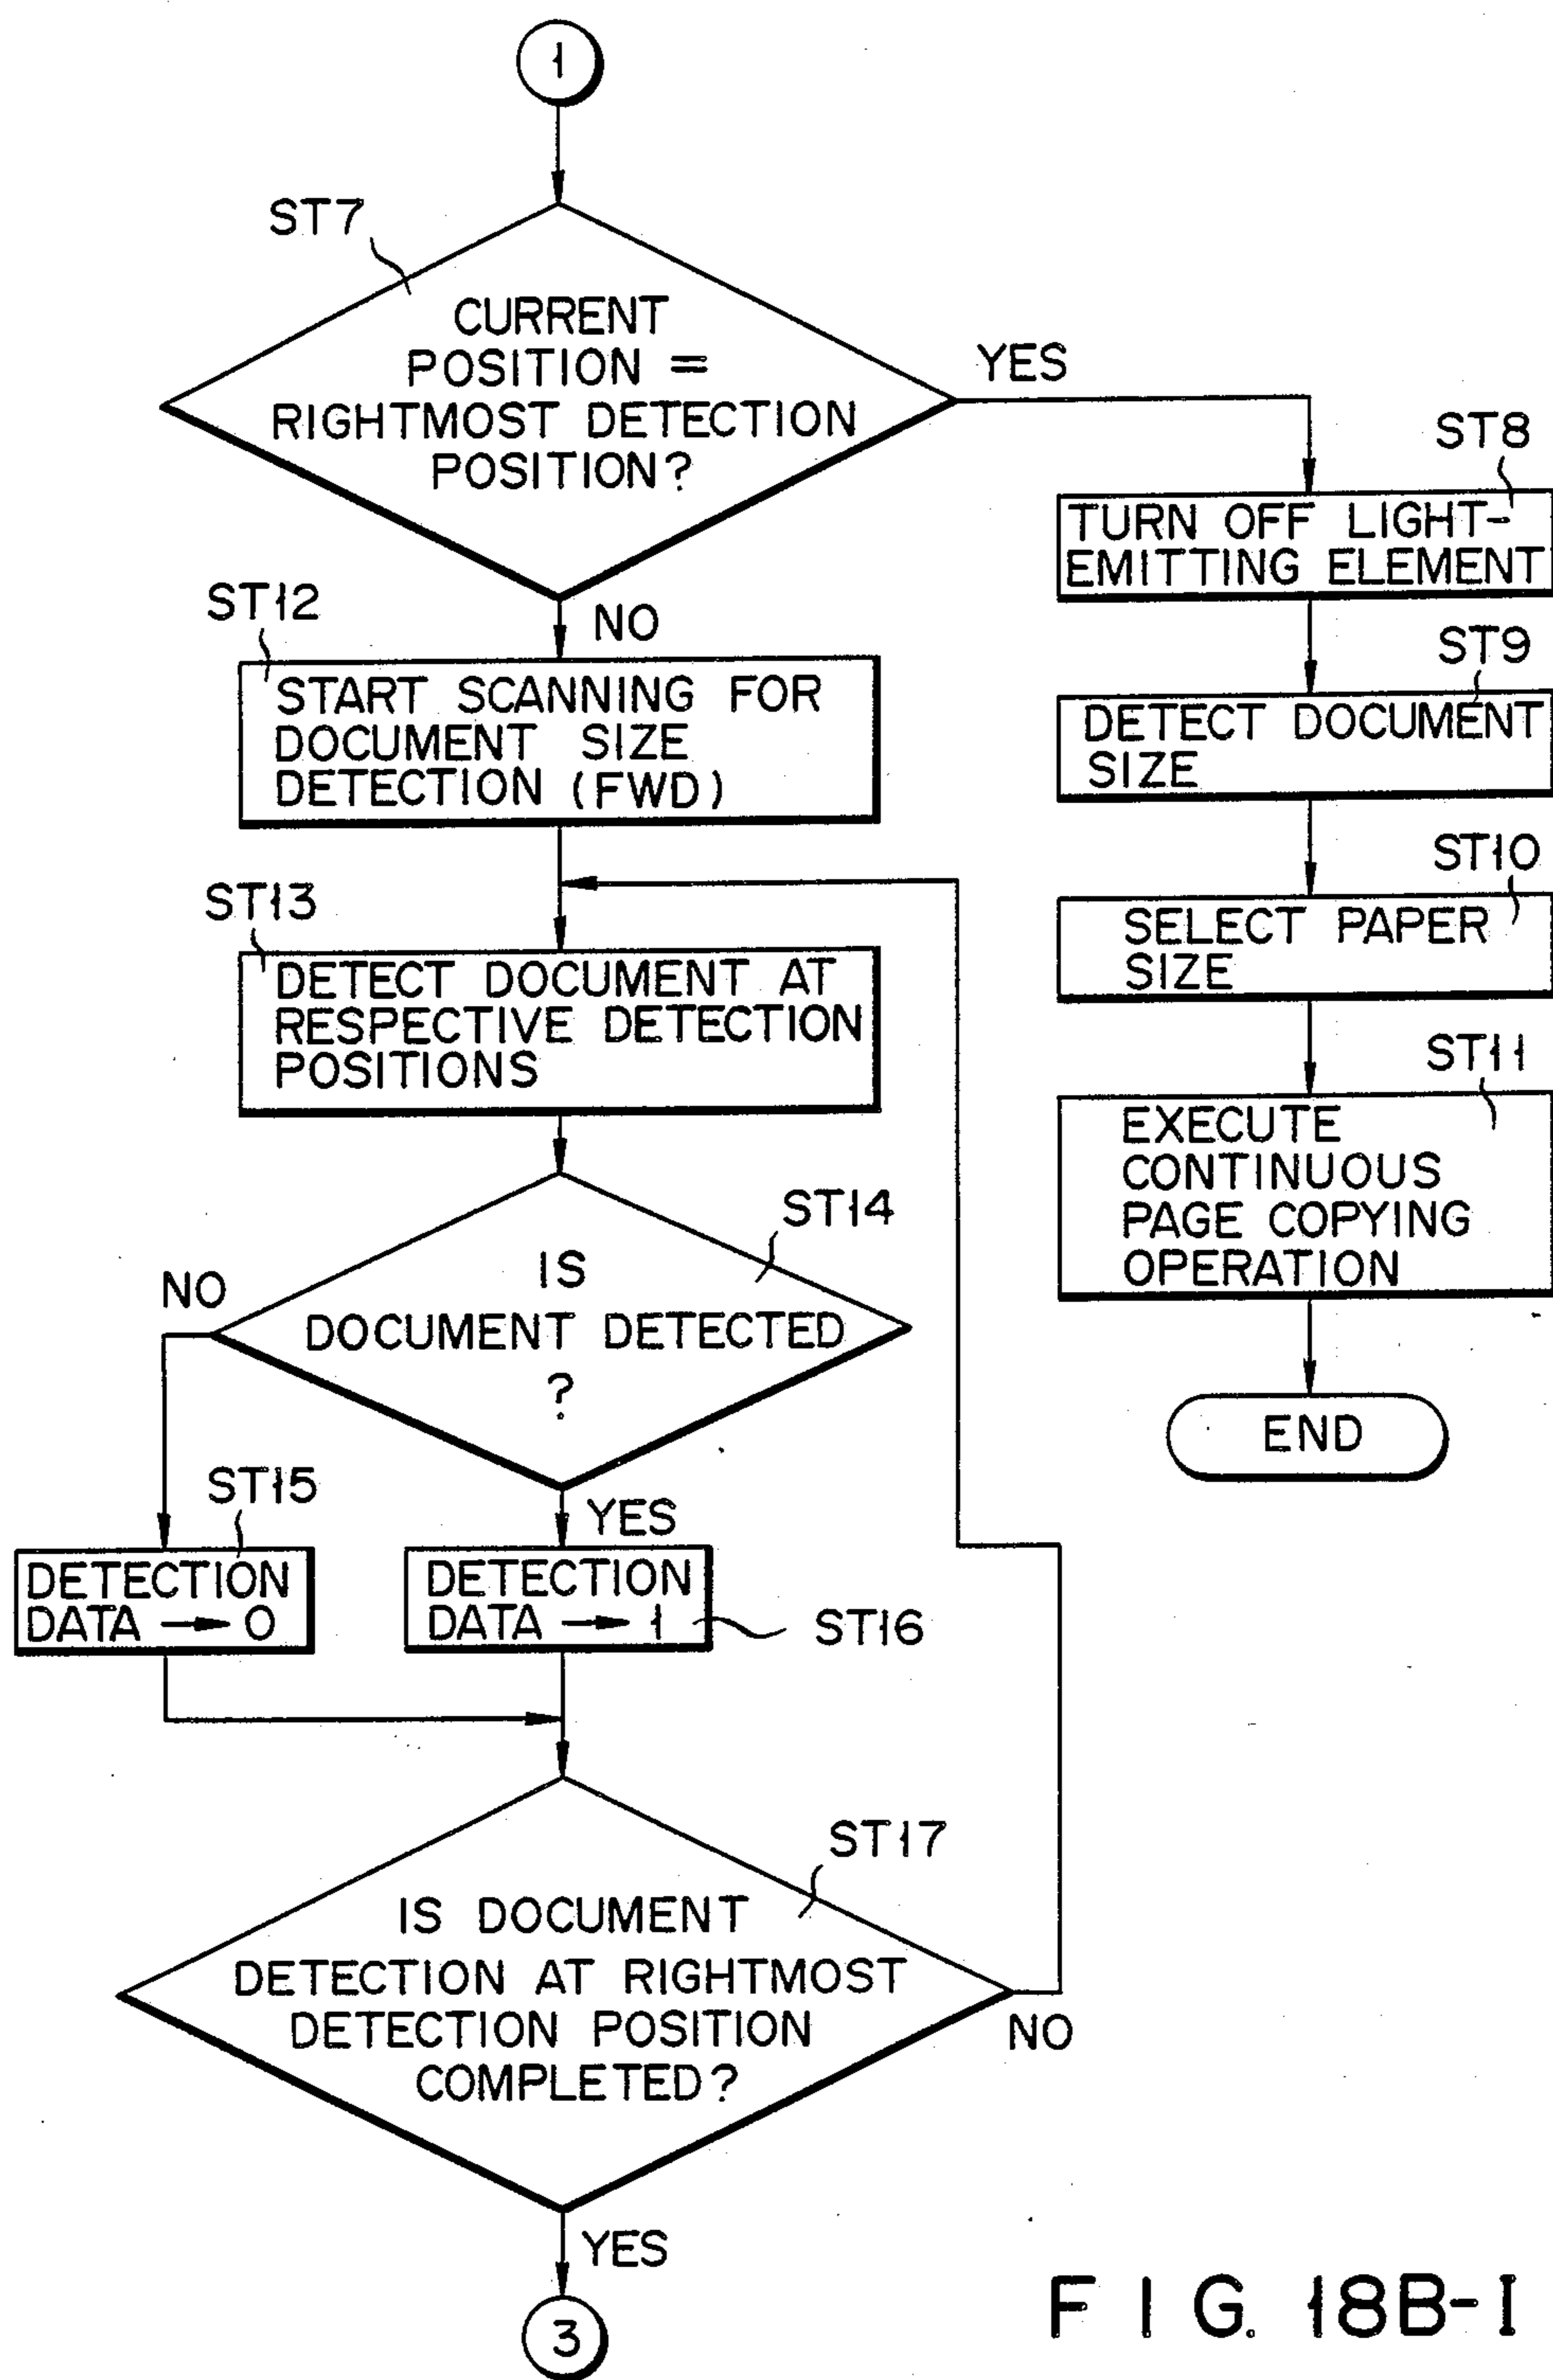 1
ST7
CURRENT
POSITION =
RIGHTMOST DETECTION
POSITION?
YES
NO
ST8
TURN OFF LIGHT-
EMITTING ELEMENT
ST9
DETECT DOCUMENT
SIZE
ST10
SELECT PAPER
SIZE
ST11
EXECUTE
CONTINUOUS
PAGE COPYING
OPERATION
END
ST12
START SCANNING FOR
DOCUMENT SIZE
DETECTION (FWD)
ST13
DETECT DOCUMENT AT
RESPECTIVE DETECTION
POSITIONS
ST14
IS
DOCUMENT DETECTED
?
NO
YES
ST15
DETECTION
DATA → 0
DETECTION
DATA → 1
ST16
ST17
IS DOCUMENT
DETECTION AT RIGHTMOST
DETECTION POSITION
COMPLETED?
NO
YES
3
FIG. 18B-I